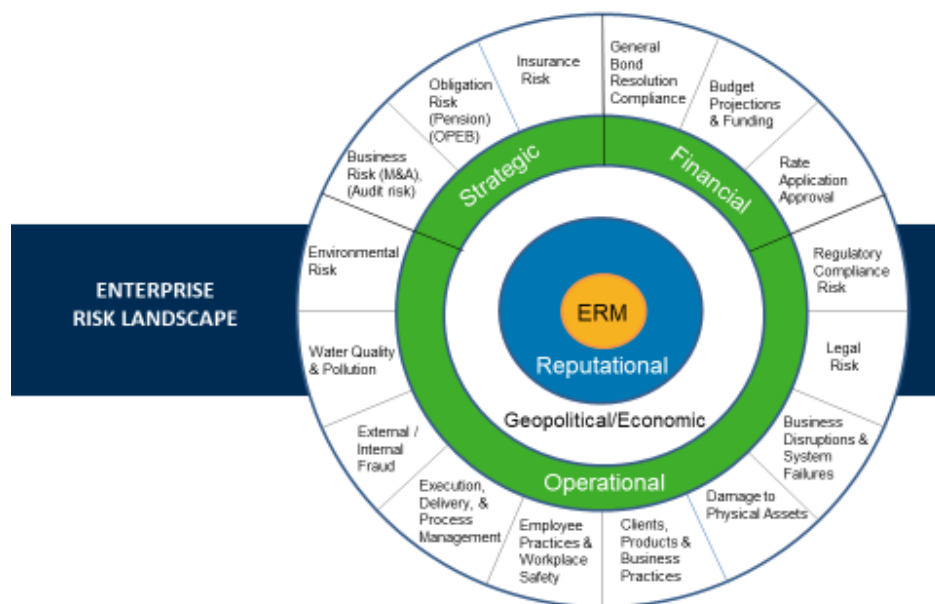 ENTERPRISE
RISK LANDSCAPE
General
Bond
Resolution
Compliance
Budget
Projections
& Funding
Rate
Application
Approval
Regulatory
Compliance
Risk
Legal
Risk
Business
Disruptions &
System
Failures
Damage to
Physical Assets
Clients,
Products &
Business
Practices
Employee
Practices &
Workplace
Safety
Execution,
Delivery, &
Process
Management
External /
Internal
Fraud
Water Quality
& Pollution
Environmental
Risk
Business
Risk (M&A),
(Audit risk)
Obligation
Risk
(Pension)
(OPEB)
Insurance
Risk
Strategic
Financial
Operational
ERM
Reputational
Geopolitical/Economic